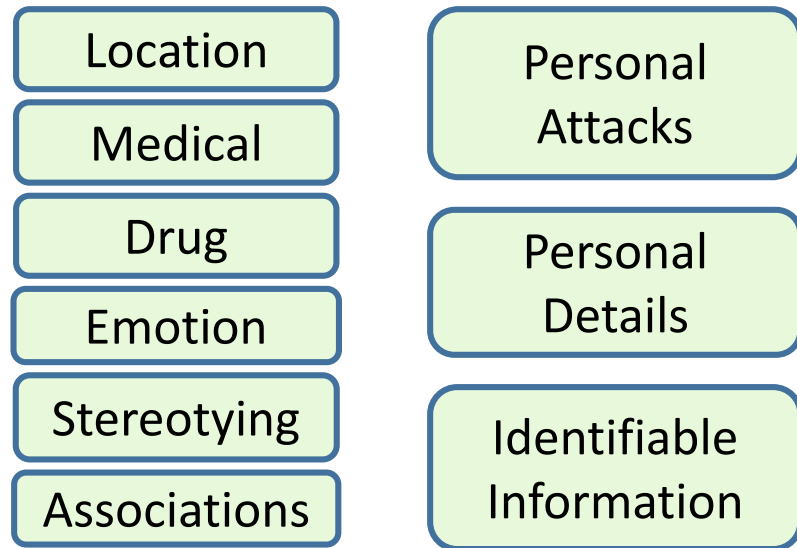 Location
Medical
Drug
Emotion
Stereotying
Associations
Personal
Attacks
Personal
Details
Identifiable
Information